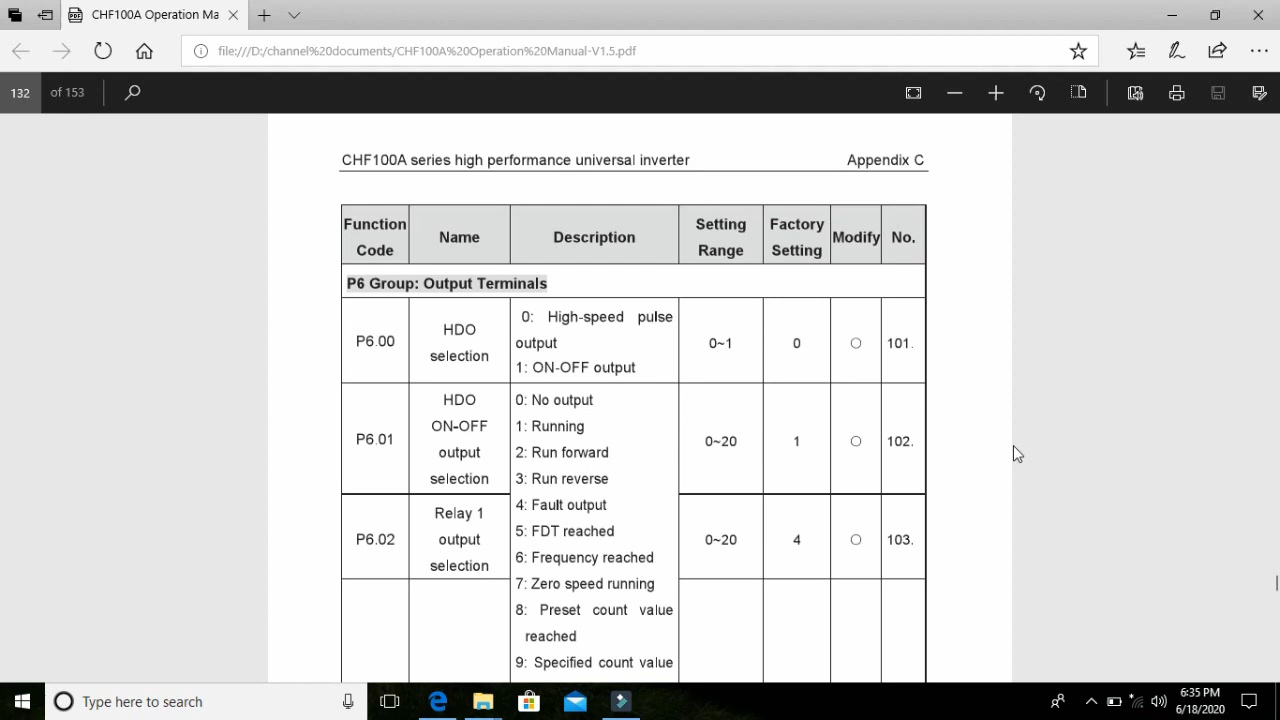 CHF100A Operation Ma
file:///D:/channel%20documents/CHF100A%20Operation%20Manual-V1.5.pdf
132 of 153
CHF100A series high performance universal inverter Appendix C
Function Code Name Description Setting Range Factory Setting Modify No.
P6 Group: Output Terminals
P6.00 HDO selection 0: High-speed pulse output 0~1 0 ○ 101.
1: ON-OFF output
P6.01 HDO ON-OFF output selection 0~20 1 ○ 102.
0: No output
1: Running
2: Run forward
3: Run reverse
4: Fault output
5: FDT reached
P6.02 Relay 1 output selection 0~20 4 ○ 103.
6: Frequency reached
7: Zero speed running
8: Preset count value
reached
9: Specified count value
Type here to search
6:35 PM
6/18/2020